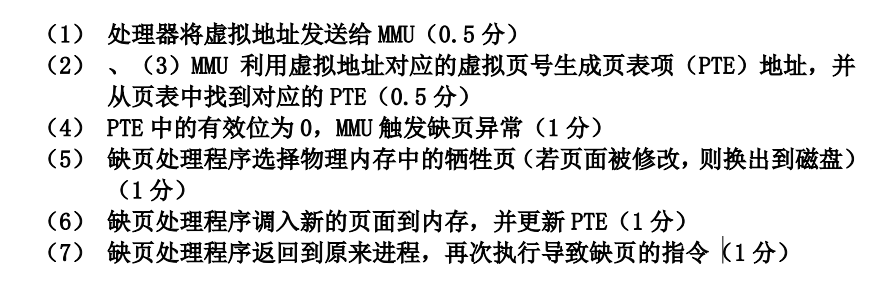 （1） 处理器将虚拟地址发送给 MMU（0.5 分）
（2） 、（3）MMU 利用虚拟地址对应的虚拟页号生成页表项（PTE）地址，并
从页表中找到对应的 PTE（0.5 分）
（4） PTE 中的有效位为 0，MMU 触发缺页异常（1 分）
（5） 缺页处理程序选择物理内存中的牺牲页（若页面被修改，则换出到磁盘）
（1 分）
（6） 缺页处理程序调入新的页面到内存，并更新 PTE（1 分）
（7） 缺页处理程序返回到原来进程，再次执行导致缺页的指令（1 分）